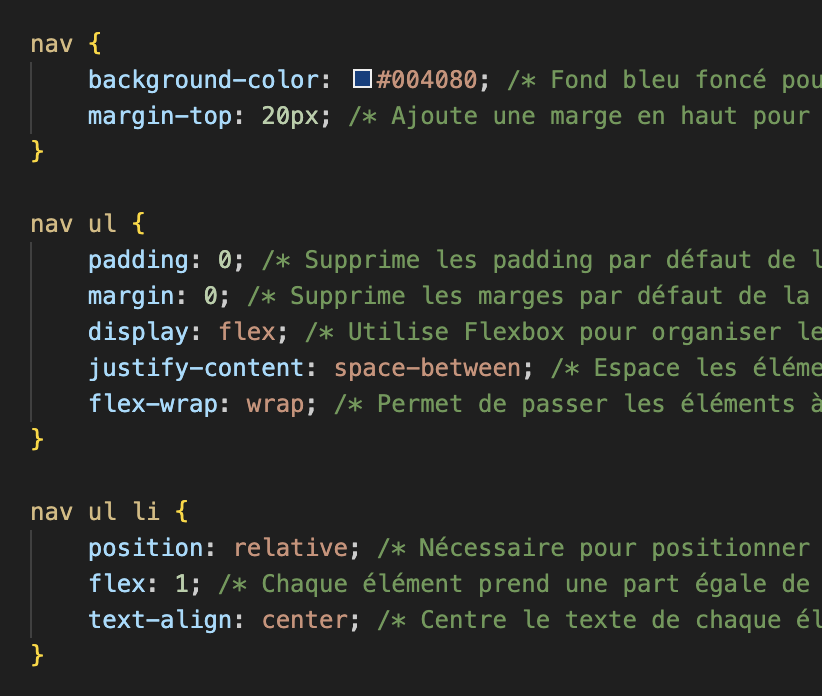 nav {
background-color: #004080; /* Fond bleu foncé
margin-top: 20px; /* Ajoute une marge en haut pour
}
nav ul {
padding: 0; /* Supprime les padding par défaut de
margin: 0; /* Supprime les marges par défaut de la
display: flex; /* Utilise Flexbox pour organiser
justify-content: space-between; /* Espace les
flex-wrap: wrap; /* Permet de passer les éléments à
}
nav ul li {
position: relative; /* Nécessaire pour positionner
flex: 1; /* Chaque élément prend une part égale de
text-align: center; /* Centre le texte de chaque
}